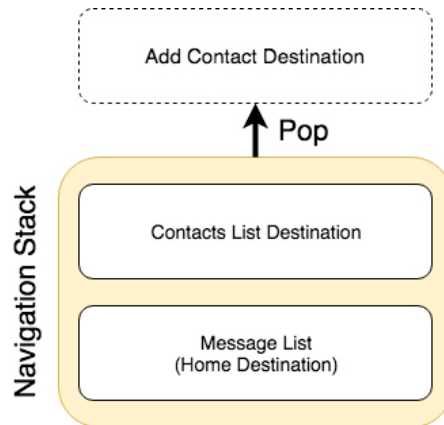 Add Contact Destination
Pop
Navigation Stack
Contacts List Destination
Message List
(Home Destination)